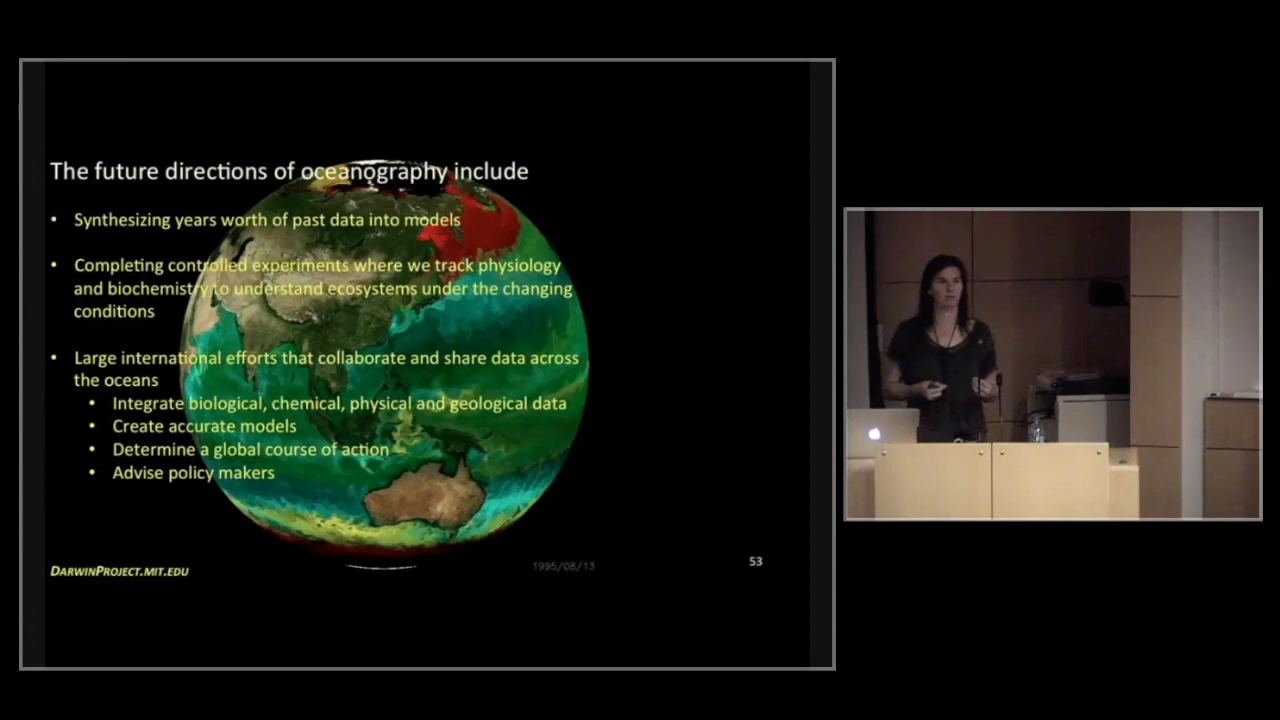 The future directions of oceanography include
• Synthesizing years worth of past data into models
• Completing controlled experiments where we track physiology
and biochemistry to understand ecosystems under the changing
conditions
• Large international efforts that collaborate and share data across
the oceans
• Integrate biological, chemical, physical and geological data
• Create accurate models
• Determine a global course of action
• Advise policy makers
DARWINPROJECT.MIT.EDU
1995/08/13
53